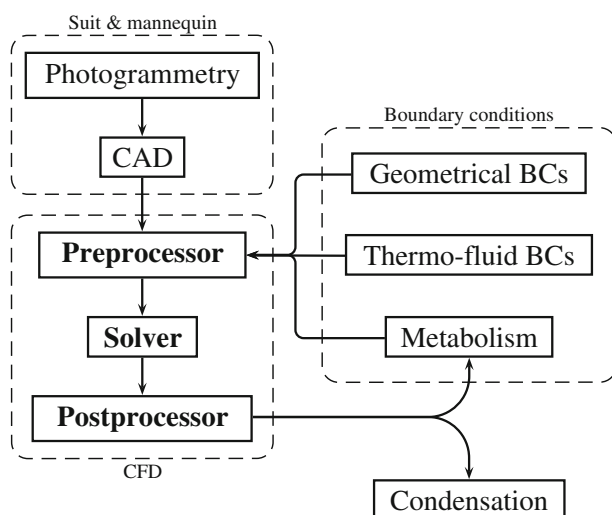 Suit & mannequin
Photogrammetry
CAD
Boundary conditions
Geometrical BCs
Preprocessor
Thermo-fluid BCs
Solver
Metabolism
Postprocessor
CFD
Condensation